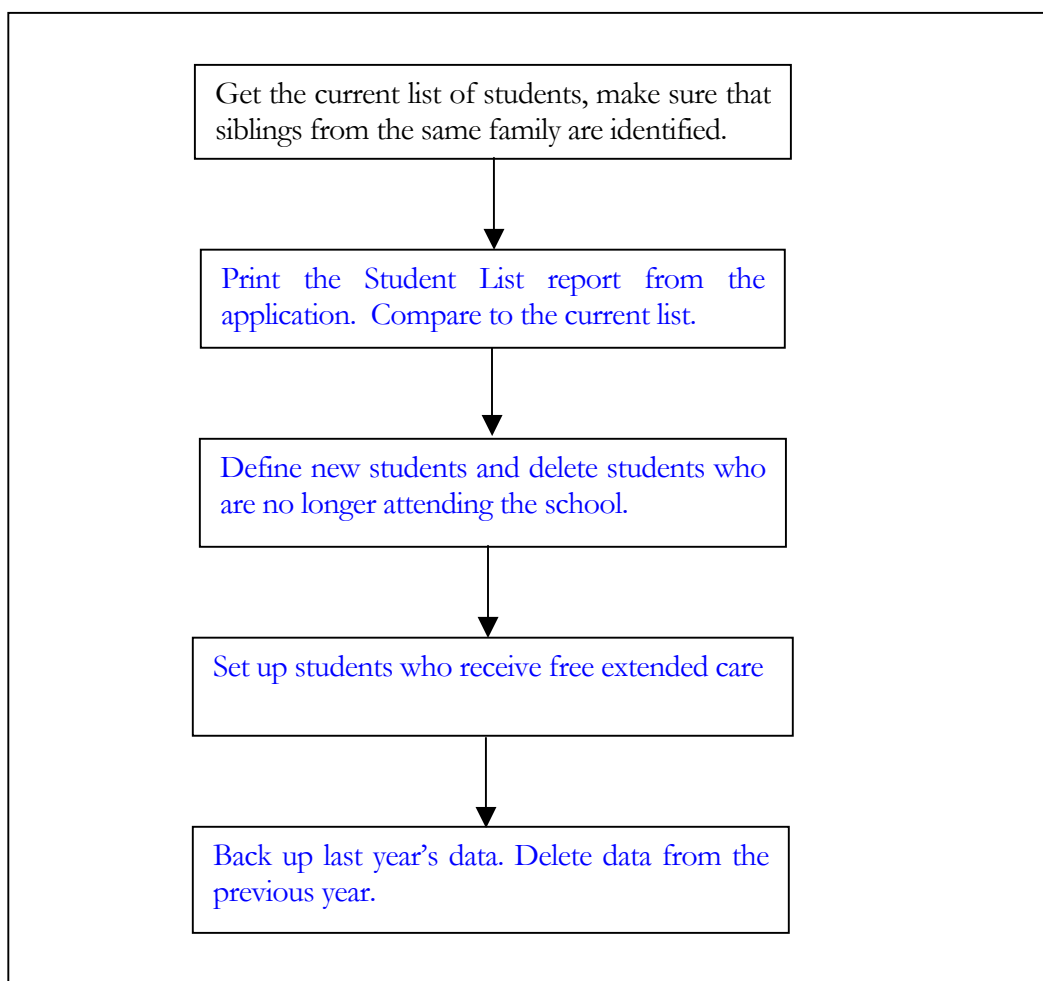 Get the current list of students, make sure that
siblings from the same family are identified.
Print the Student List report from the
application. Compare to the current list.
Define new students and delete students who
are no longer attending the school.
Set up students who receive free extended care
Back up last year’s data. Delete data from the
previous year.